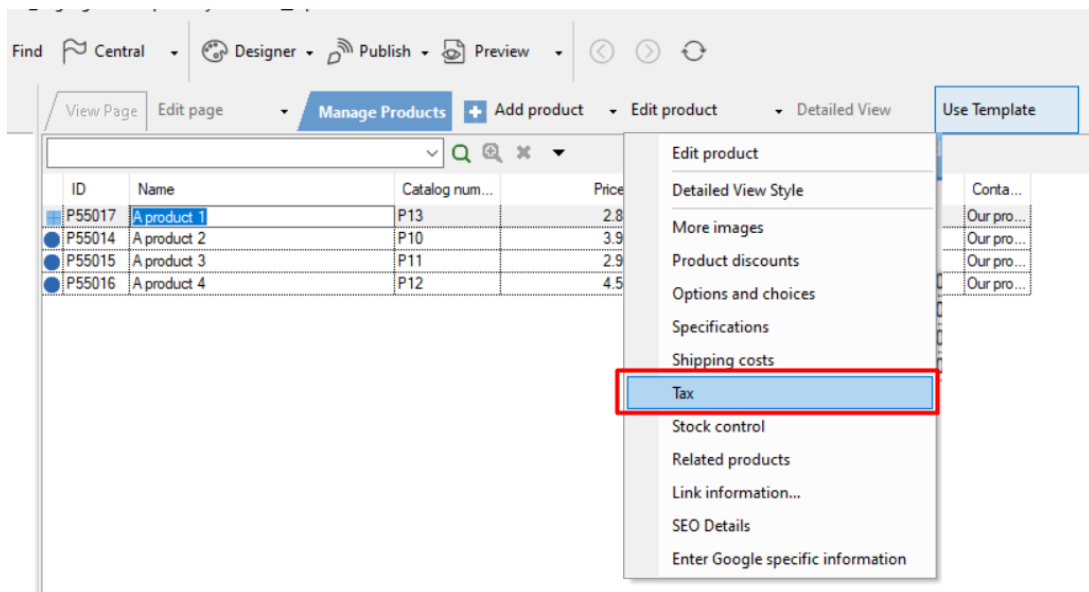 Find Central Designer Publish Preview
View Page Edit page Manage Products Add product Edit product Detailed View Use Template
ID Name Catalog num... Price Conta...
P55017 A product 1 P13 2.8 Our pro...
P55014 A product 2 P10 3.9 Our pro...
P55015 A product 3 P11 2.9 Our pro...
P55016 A product 4 P12 4.5 Our pro...
Edit product
Detailed View Style
More images
Product discounts
Options and choices
Specifications
Shipping costs
Tax
Stock control
Related products
Link information...
SEO Details
Enter Google specific information